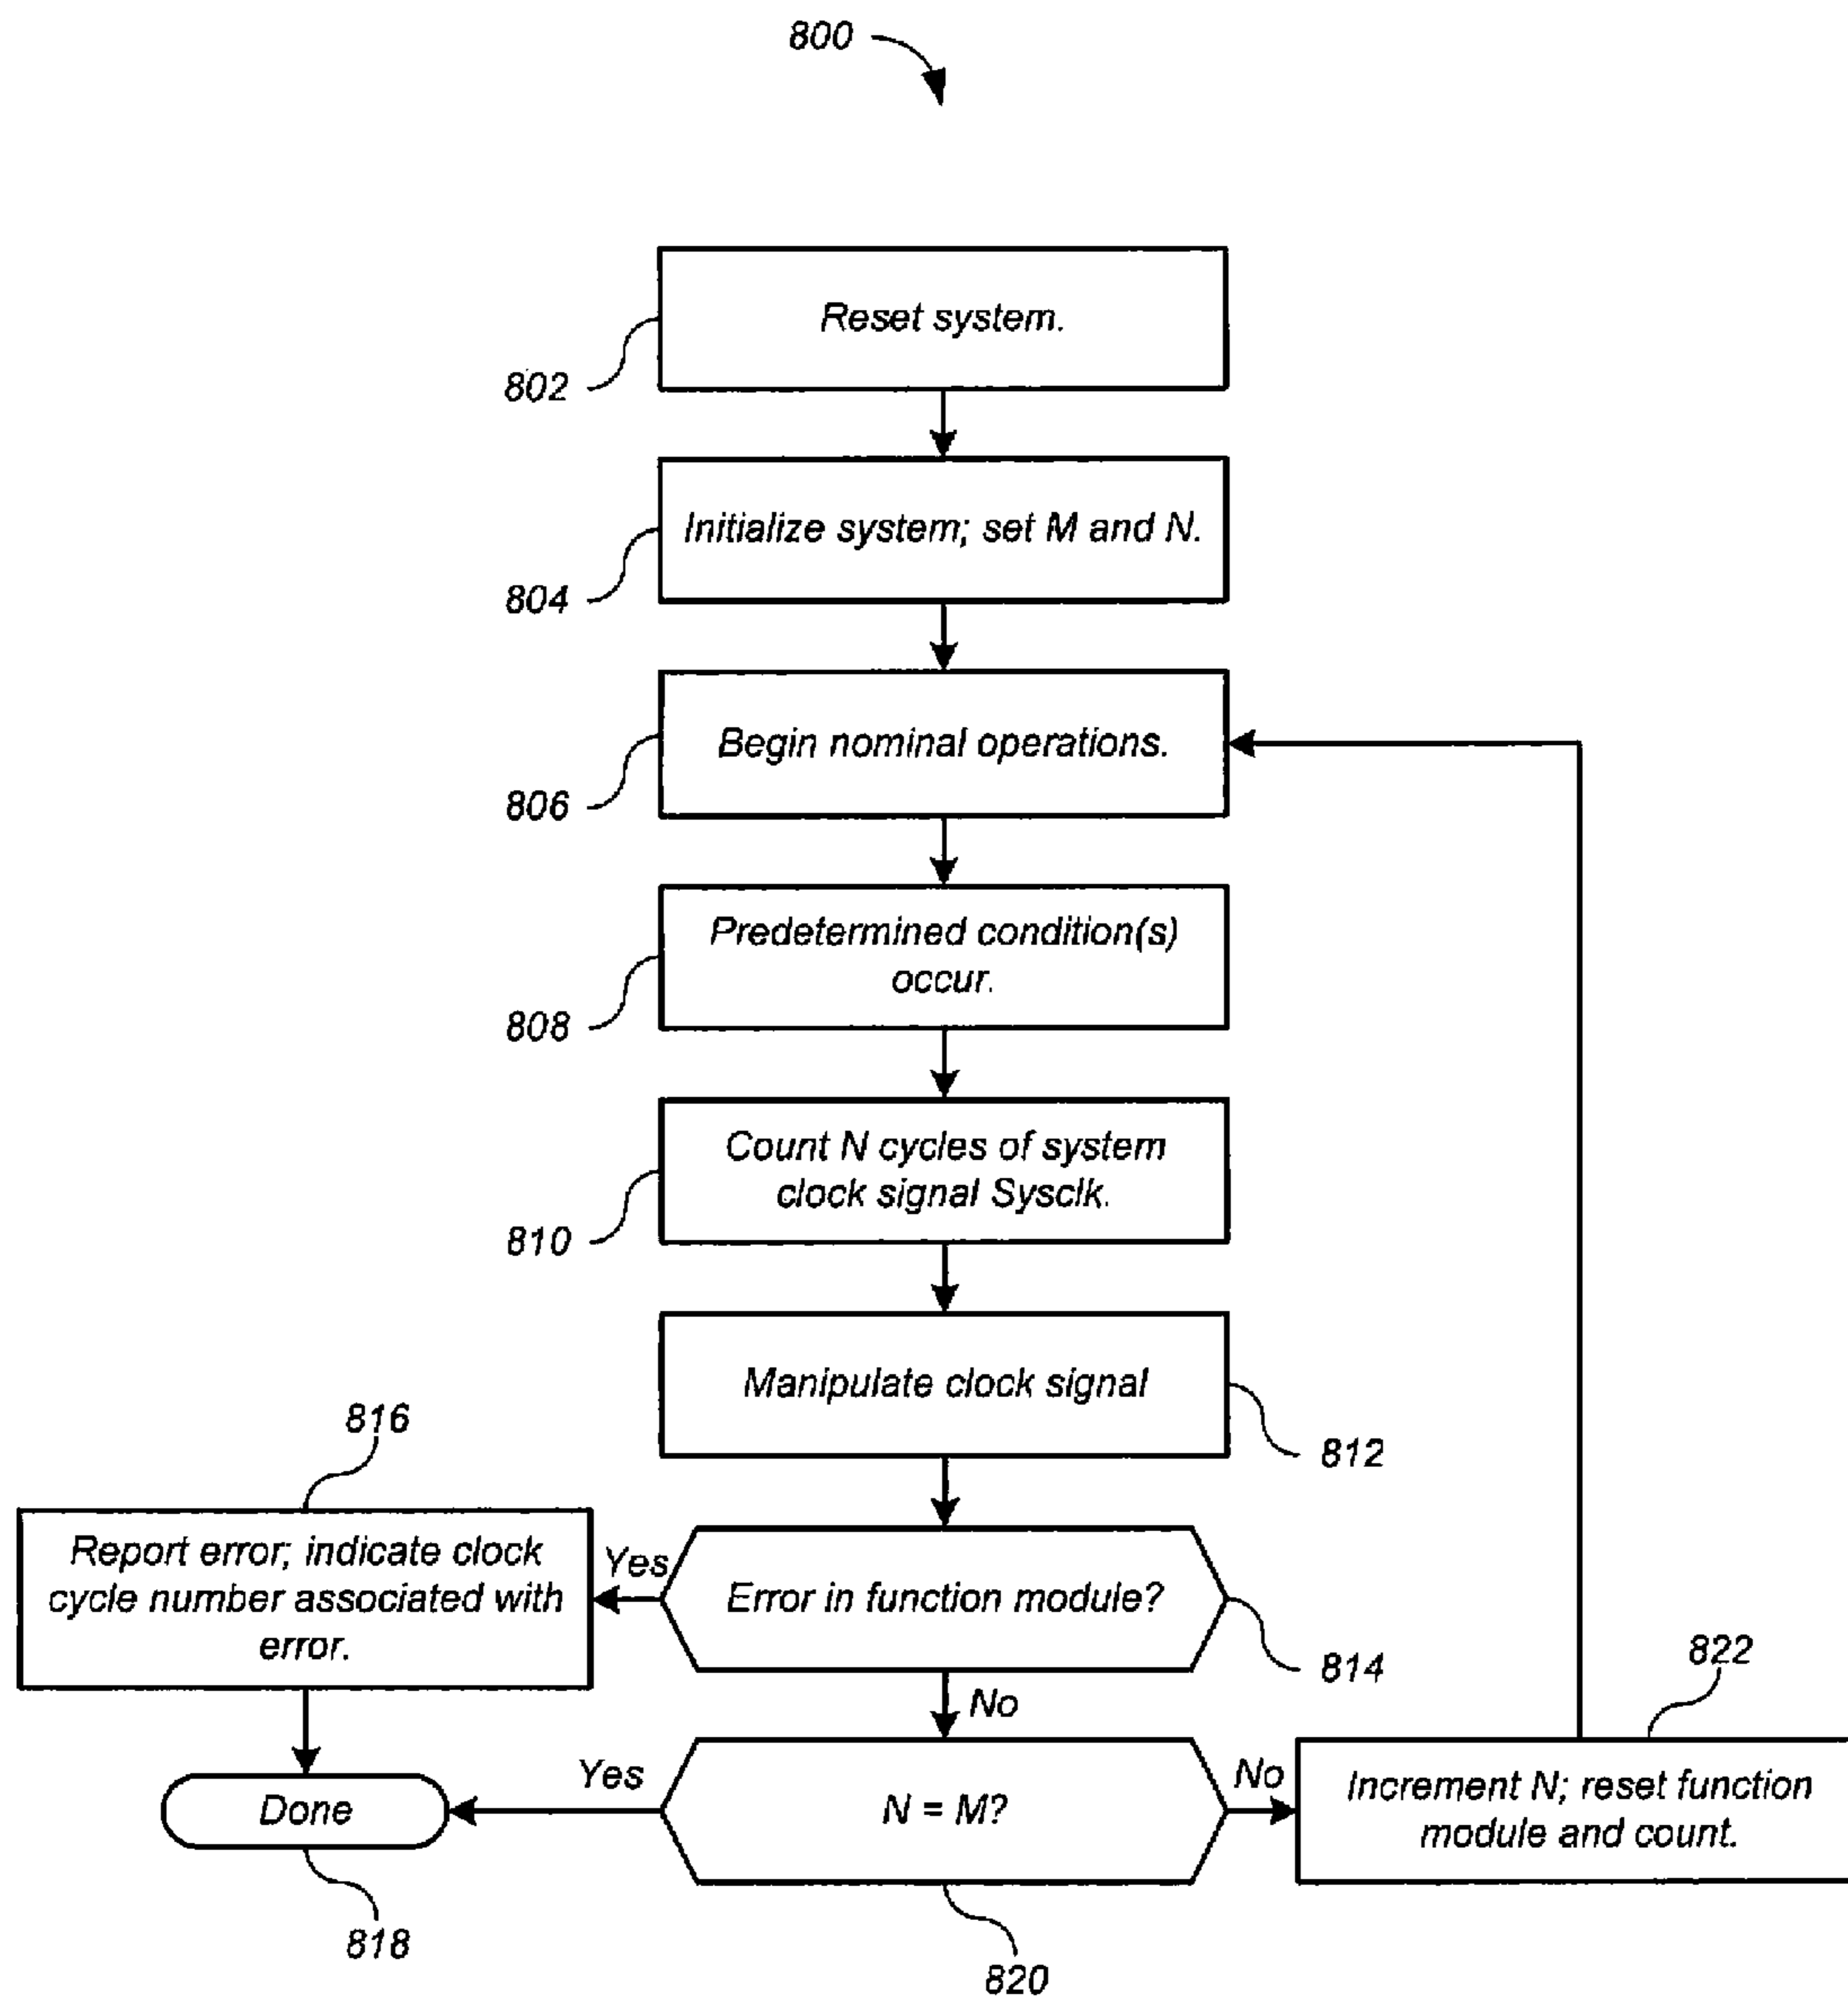 800
Reset system.
802
Initialize system; set M and N.
804
Begin nominal operations.
806
Predetermined condition(s)
occur.
808
Count N cycles of system
clock signal Sysclk.
810
Manipulate clock signal
812
816
Report error; indicate clock
cycle number associated with
error.
Yes
Error in function module?
814
No
822
Done
818
Yes
N = M?
820
No
Increment N; reset function
module and count.